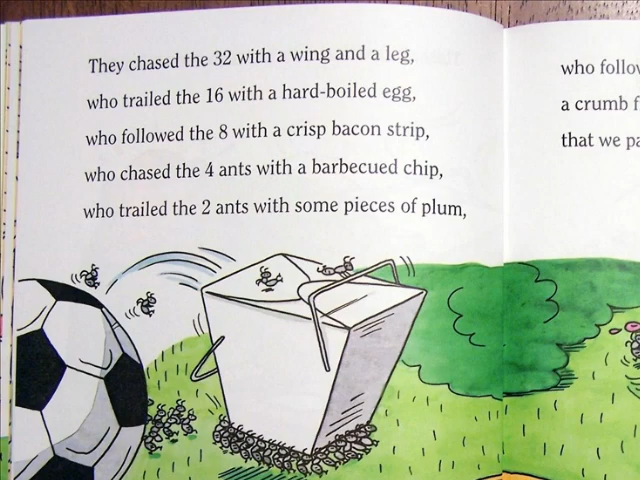 They chased the 32 with a wing and a leg,
who trailed the 16 with a hard-boiled egg,
who followed the 8 with a crisp bacon strip,
who chased the 4 ants with a barbecued chip,
who trailed the 2 ants with some pieces of plum,
who
a crumb
that we